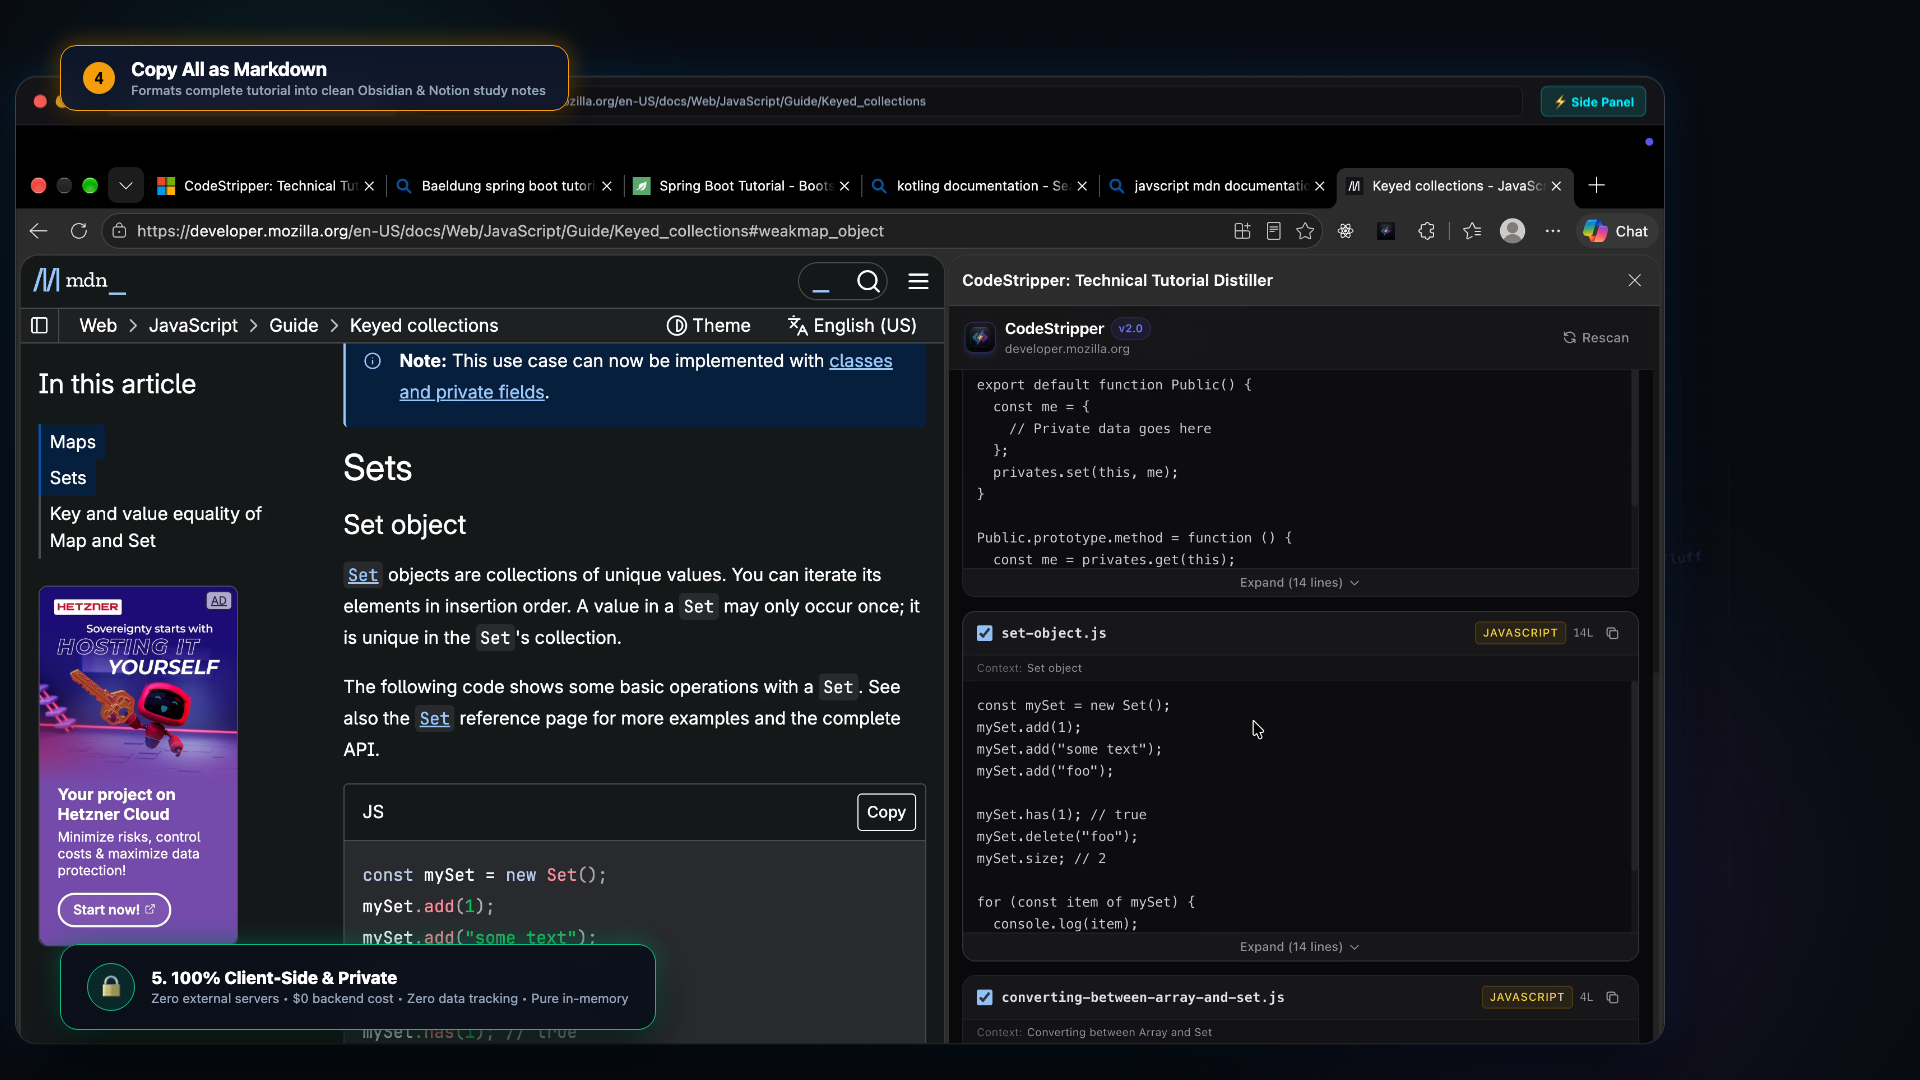 4
Copy All as Markdown
Formats complete tutorial into clean Obsidian & Notion study notes
zilla.org/en-US/docs/Web/JavaScript/Guide/Keyed_collections
⚡ Side Panel
CodeStripper: Technical Tut
Baeldung spring boot tutori
Spring Boot Tutorial - Boots
kotling documentation - Sea
javscript mdn documentatio
Keyed collections - JavaSc
https://developer.mozilla.org/en-US/docs/Web/JavaScript/Guide/Keyed_collections#weakmap_object
Chat
mdn_
Web > JavaScript > Guide > Keyed collections
Theme
English (US)
In this article
Maps
Sets
Key and value equality of
Map and Set
HETZNER
AD
Sovereignty starts with
HOSTING IT
YOURSELF
Your project on
Hetzner Cloud
Minimize risks, control
costs & maximize data
protection!
Start now!
Note: This use case can now be implemented with classes
and private fields.
Sets
Set object
Set objects are collections of unique values. You can iterate its
elements in insertion order. A value in a Set may only occur once; it
is unique in the Set's collection.
The following code shows some basic operations with a Set. See
also the Set reference page for more examples and the complete
API.
JS
Copy
const mySet = new Set();
mySet.add(1);
mySet.add("some text");
mySet.has(1); // true
5. 100% Client-Side & Private
Zero external servers • $0 backend cost • Zero data tracking • Pure in-memory
CodeStripper: Technical Tutorial Distiller
CodeStripper
v2.0
developer.mozilla.org
Rescan
export default function Public() {
const me = {
// Private data goes here
};
privates.set(this, me);
}
Public.prototype.method = function () {
const me = privates.get(this);
Expand (14 lines)
set-object.js
JAVASCRIPT
14L
Context: Set object
const mySet = new Set();
mySet.add(1);
mySet.add("some text");
mySet.add("foo");
mySet.has(1); // true
mySet.delete("foo");
mySet.size; // 2
for (const item of mySet) {
console.log(item);
Expand (14 lines)
converting-between-array-and-set.js
JAVASCRIPT
4L
Context: Converting between Array and Set